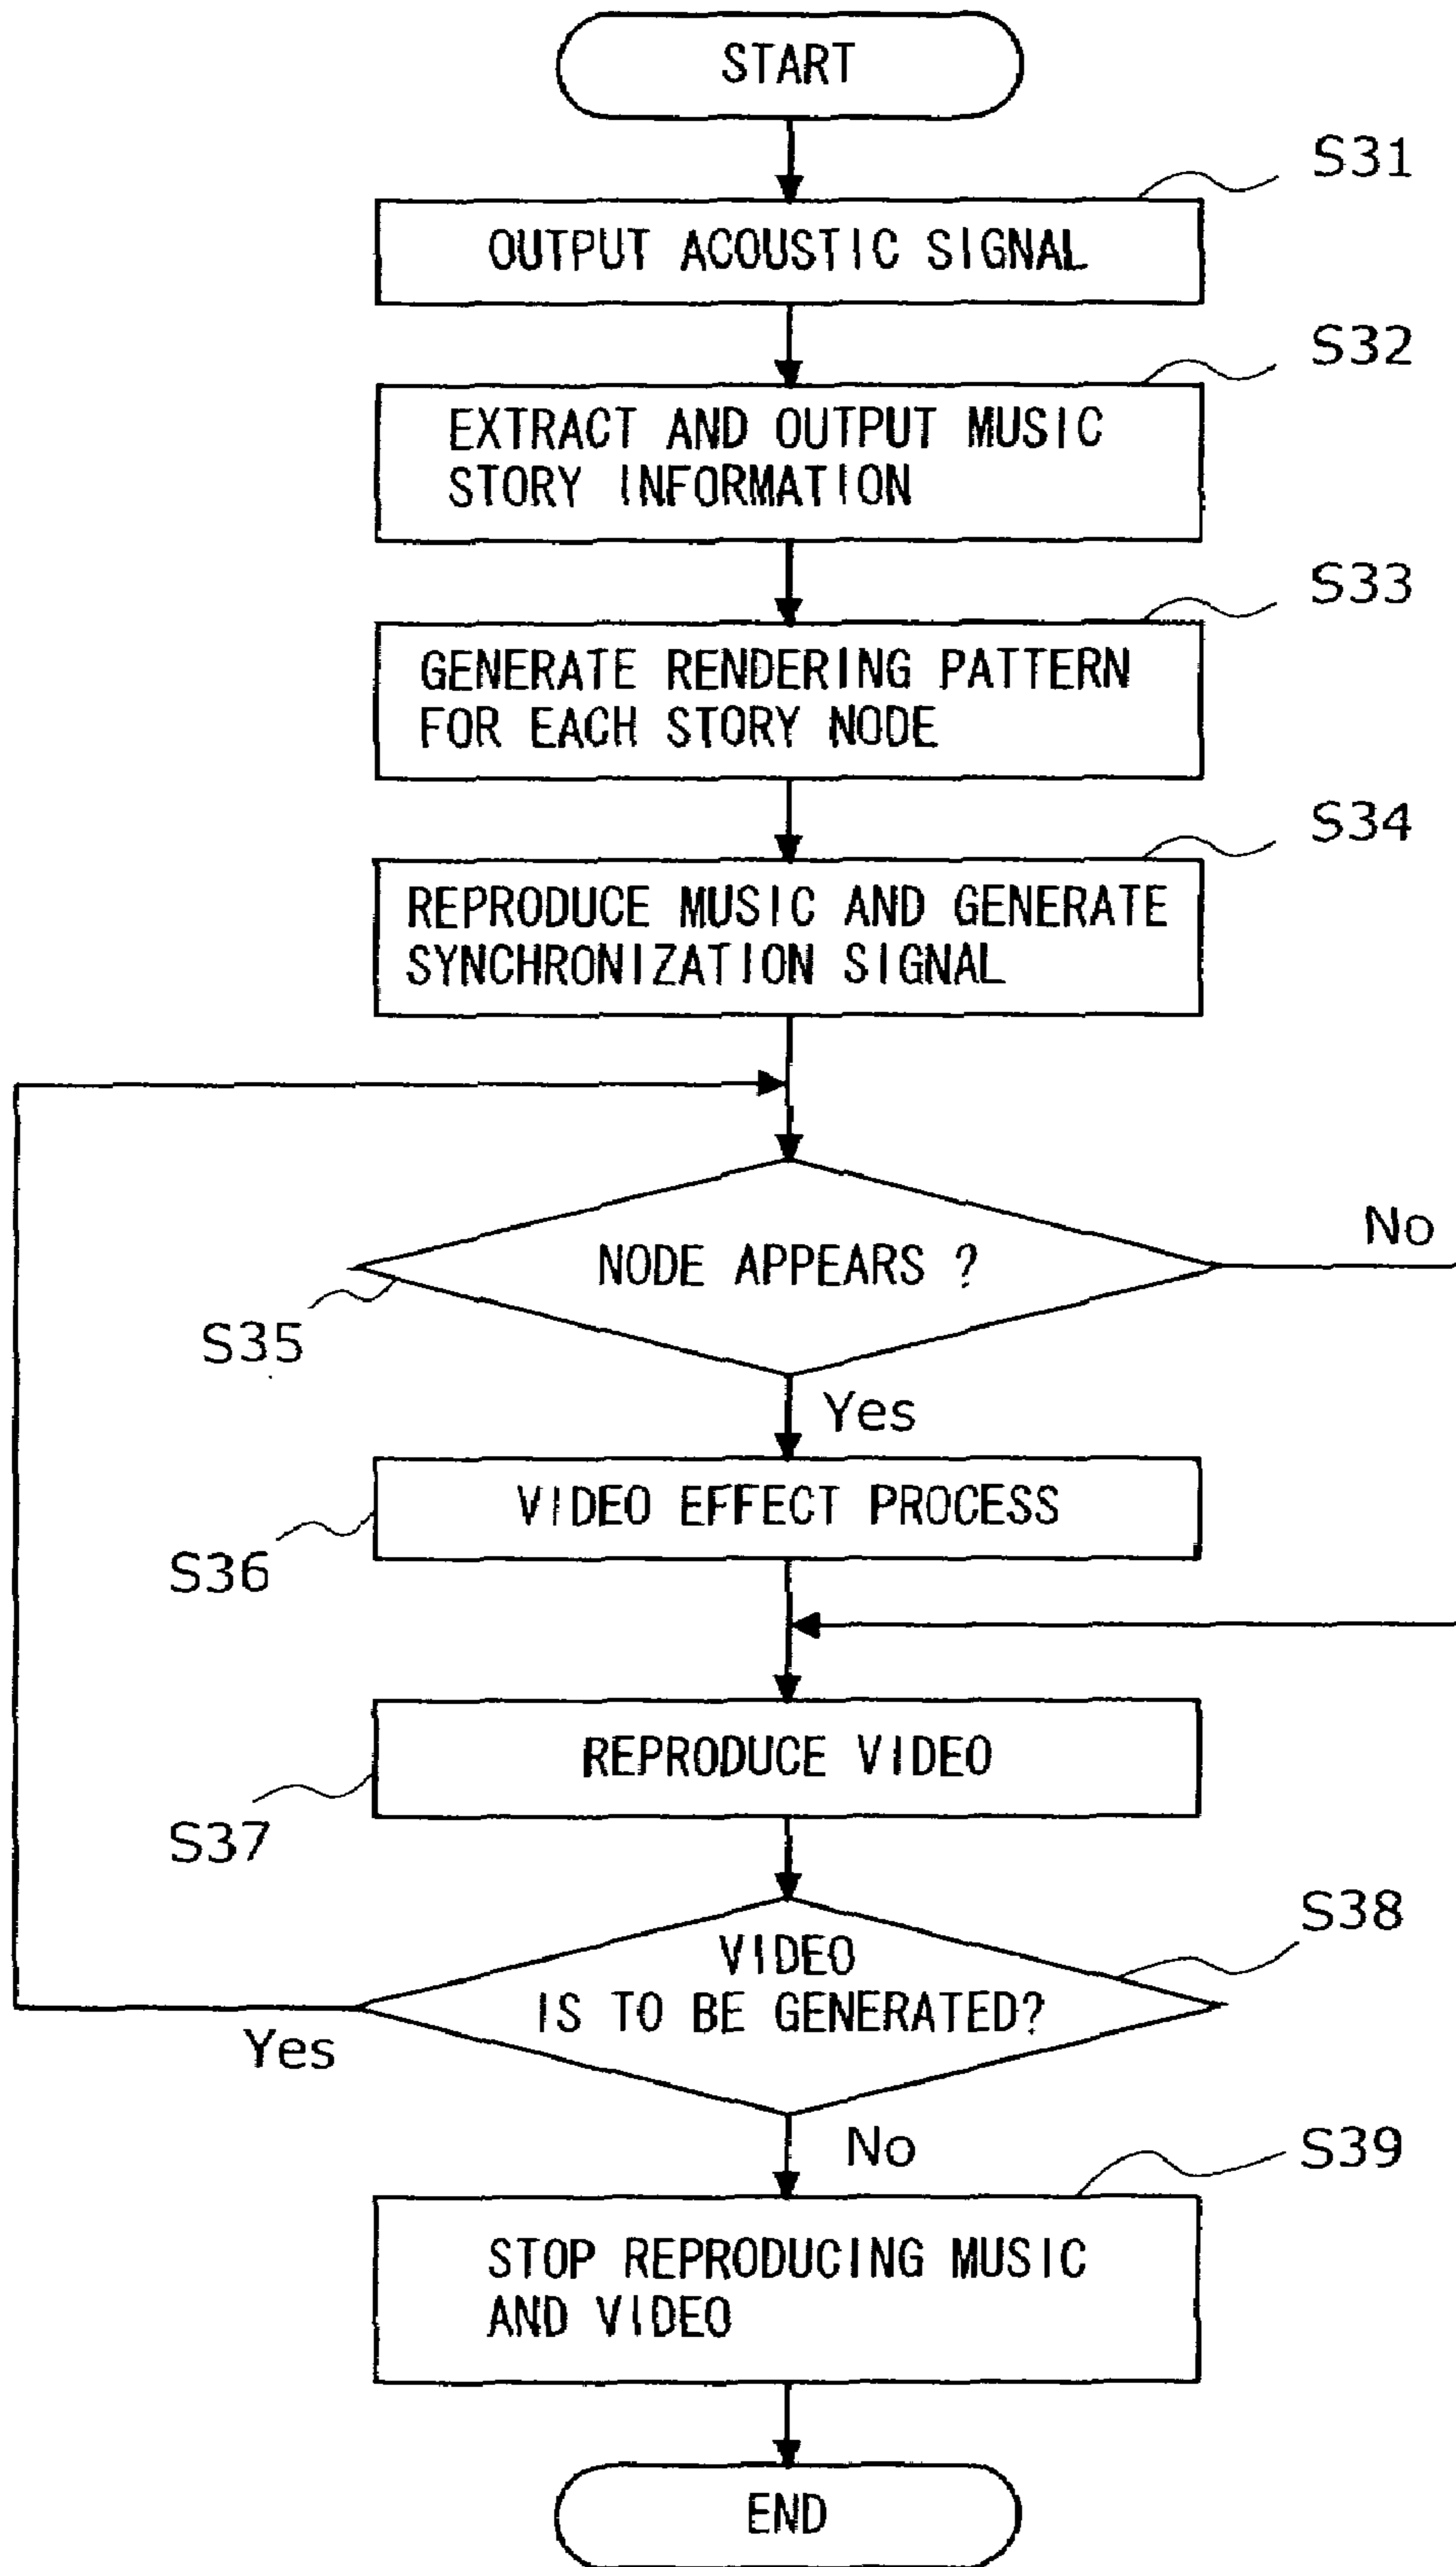 START
S31
OUTPUT ACOUSTIC SIGNAL
S32
EXTRACT AND OUTPUT MUSIC
STORY INFORMATION
S33
GENERATE RENDERING PATTERN
FOR EACH STORY NODE
S34
REPRODUCE MUSIC AND GENERATE
SYNCHRONIZATION SIGNAL
No
NODE APPEARS ?
S35
Yes
VIDEO EFFECT PROCESS
S36
REPRODUCE VIDEO
S37
S38
VIDEO
IS TO BE GENERATED?
Yes
No
S39
STOP REPRODUCING MUSIC
AND VIDEO
END